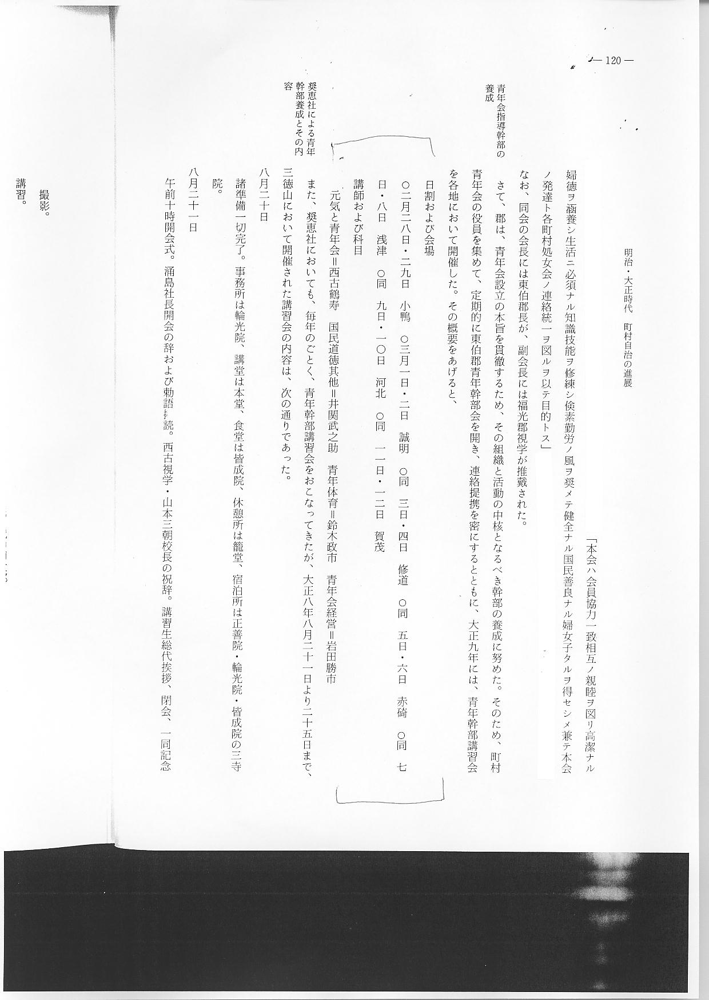 — 120 —
明治・大正時代　町村自治の進展
「本会ハ会員協力一致相互ノ親睦ヲ図リ高潔ナル
婦徳ヲ涵養シ生活ニ必須ナル知識技能ヲ修練シ倹素勤労ノ風ヲ奨メテ健全ナル国民善良ナル婦女子タルヲ得セシメ兼テ本会
ノ発達ト各町村処女会ノ連絡統一ヲ図ルヲ以テ目的トス」
なお、同会の会長には東伯郡長が、副会長には福光郡視学が推戴された。
青年会指導幹部の
養成
さて、郡は、青年会設立の本旨を貫徹するため、その組織と活動の中核となるべき幹部の養成に努めた。そのため、町村
青年会の役員を集めて、定期的に東伯郡青年幹部会を開き、連絡提携を密にするとともに、大正九年には、青年幹部講習会
を各地において開催した。その概要をあげると、
日割および会場
〇二月二八日・二九日　小鴨　〇三月一日・二日　誠明　〇同　三日・四日　修道　〇同　五日・六日　赤碕　〇同　七
日・八日　浅津　〇同　九日・一〇日　河北　〇同　一一日・一二日　賀茂
講師および科目
元気と青年会＝西古鶴寿　国民道徳其他＝井関武之助　青年体育＝鈴木政市　青年会経営＝岩田勝市
奨恵社による青年
幹部養成とその内
容
また、奨恵社においても、毎年のごとく、青年幹部講習会をおこなってきたが、大正八年八月二十一日より二十五日まで、
三徳山において開催された講習会の内容は、次の通りであった。
八月二十日
諸準備一切完了。事務所は輪光院、講堂は本堂、食堂は皆成院、休憩所は籠堂、宿泊所は正善院・輪光院・皆成院の三寺
院。
八月二十一日
午前十時開会式。涌島社長開会の辞および勅語読。西古視学・山本三朝校長の祝辞。講習生総代挨拶、閉会、一同記念
撮影。
講習。